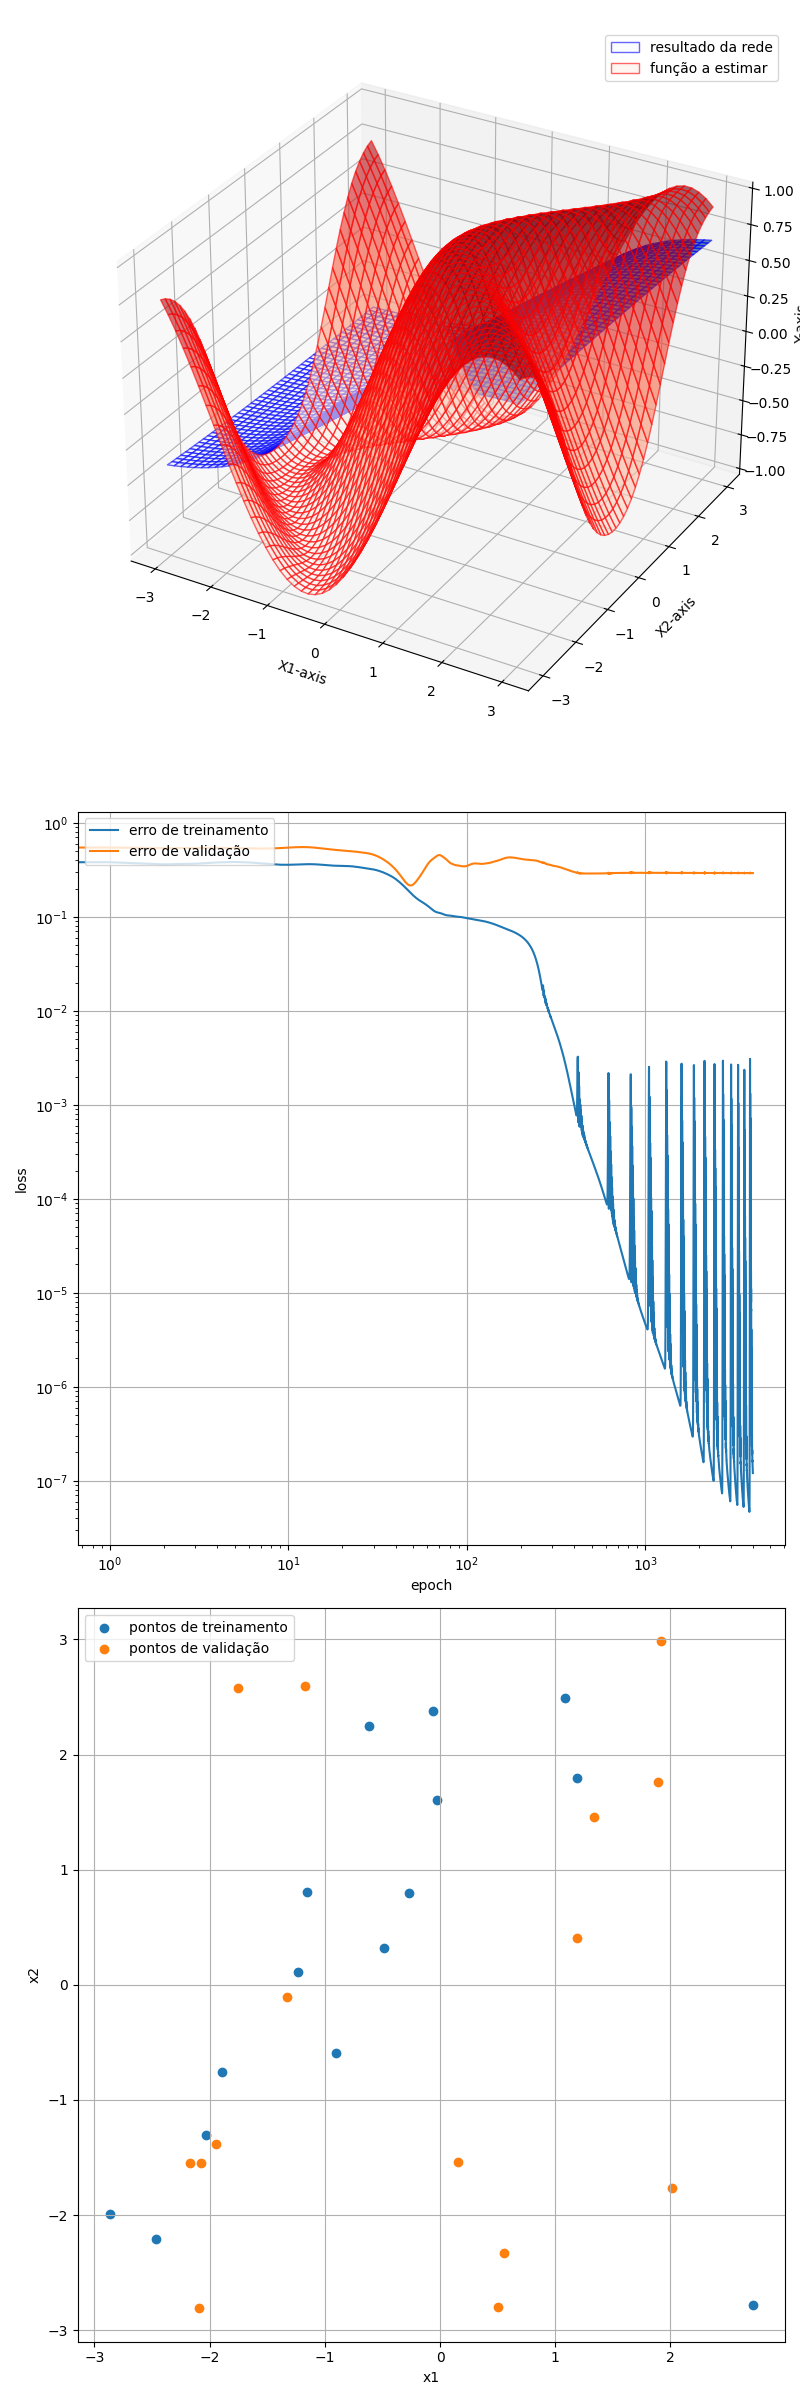 resultado da rede
função a estimar
1.00
0.75
0.50
0.25
0.00
−0.25
−0.50
−0.75
−1.00
3
2
1
0
−1
−2
−3
X2-axis
−3
−2
−1
0
1
2
3
X1-axis
erro de treinamento
erro de validação
10⁰
10⁻¹
10⁻²
10⁻³
10⁻⁴
10⁻⁵
10⁻⁶
10⁻⁷
loss
10⁰ 10¹ 10² 10³
epoch
pontos de treinamento
pontos de validação
3
2
1
0
−1
−2
−3
x2
−3 −2 −1 0 1 2
x1